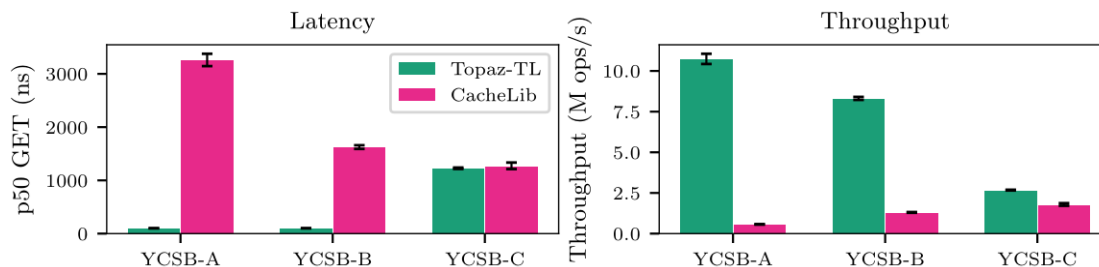 Latency
p50 GET (ns)
3000
2000
1000
0
Topaz-TL
CacheLib
YCSB-A
YCSB-B
YCSB-C
Throughput
Throughput (M ops/s)
10.0
7.5
5.0
2.5
0.0
YCSB-A
YCSB-B
YCSB-C